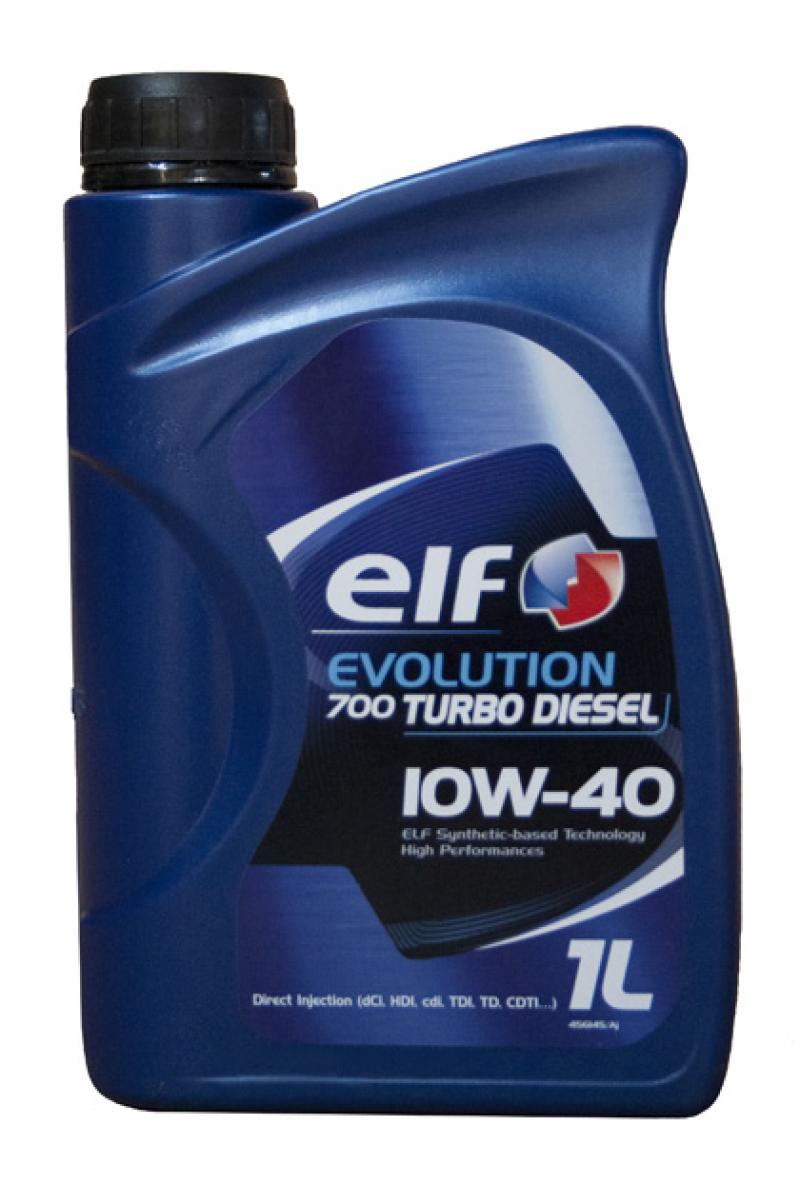 elf
EVOLUTION
700 TURBO DIESEL
10W-40
ELF Synthetic-based Technology
High Performances
1L
Direct Injection (dCi, HDI, cdi, TDI, TD, CDTI...)